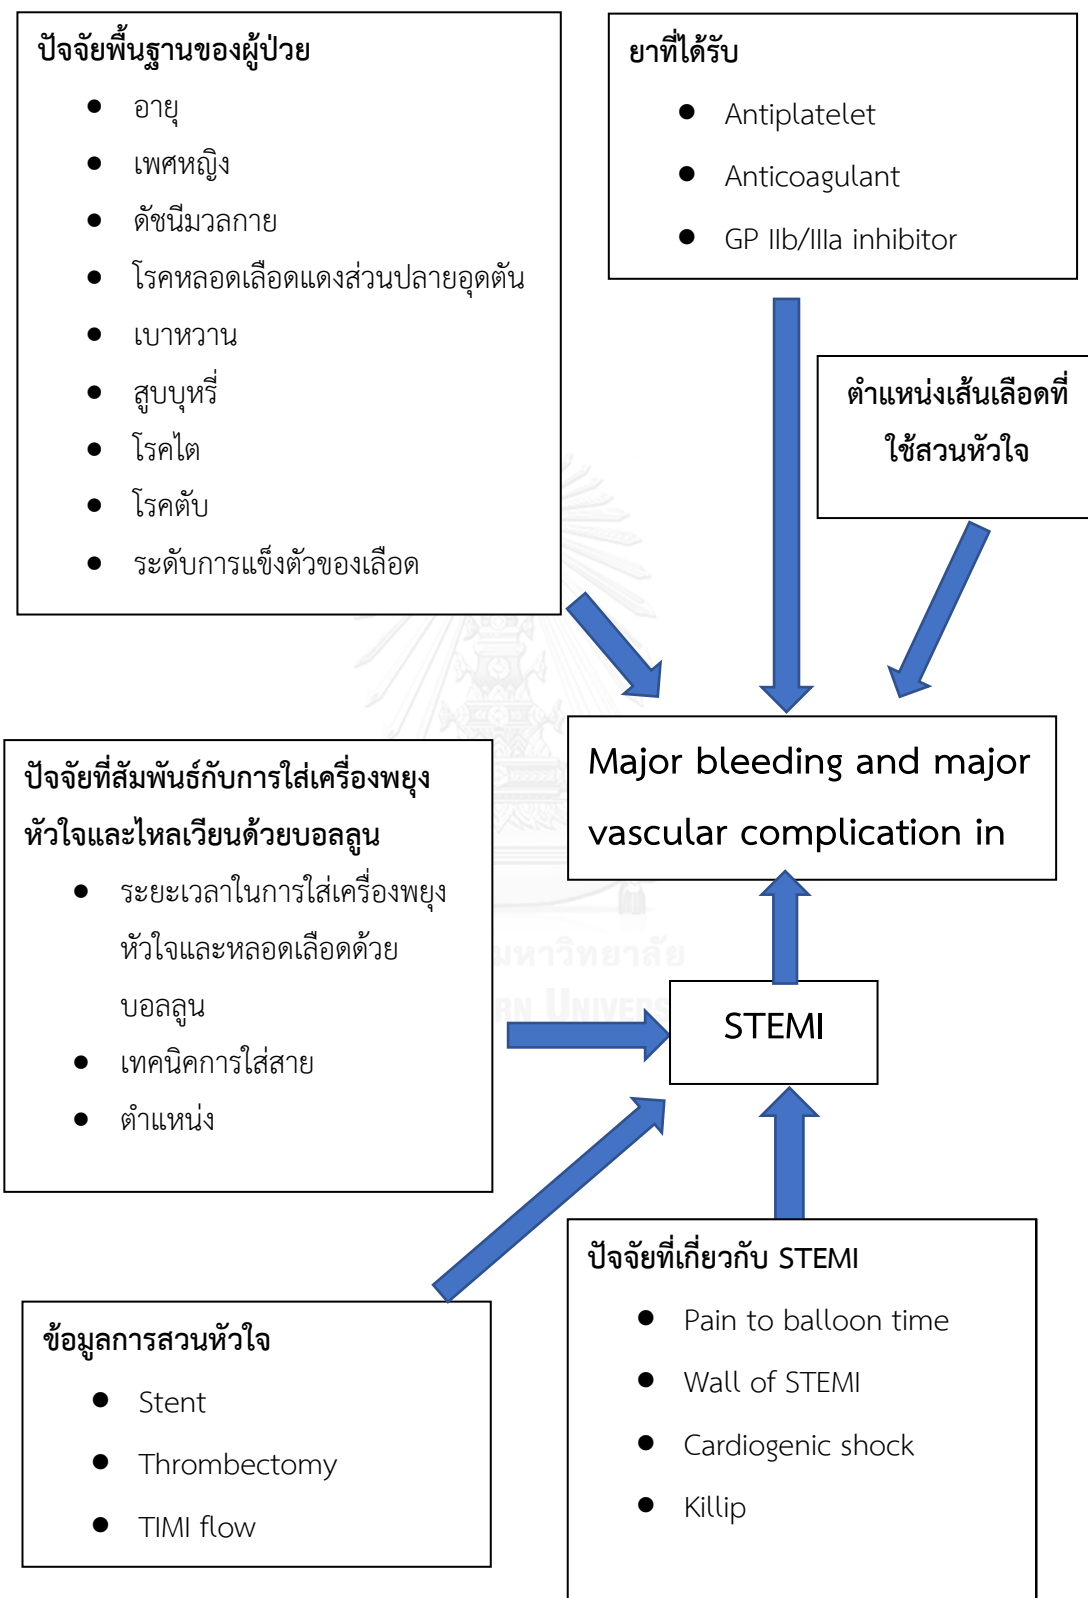 ปัจจัยพื้นฐานของผู้ป่วย
● อายุ
● เพศหญิง
● ดัชนีมวลกาย
● โรคหลอดเลือดแดงส่วนปลายอุดตัน
● เบาหวาน
● สูบบุหรี่
● โรคไต
● โรคตับ
● ระดับการแข็งตัวของเลือด
ยาที่ได้รับ
● Antiplatelet
● Anticoagulant
● GP IIb/IIIa inhibitor
ตำแหน่งเส้นเลือดที่
ใช้สวนหัวใจ
Major bleeding and major
vascular complication in
ปัจจัยที่สัมพันธ์กับการใส่เครื่องพยุง
หัวใจและไหลเวียนด้วยบอลลูน
● ระยะเวลาในการใส่เครื่องพยุง
หัวใจและหลอดเลือดด้วย
บอลลูน
● เทคนิคการใส่สาย
● ตำแหน่ง
มหาวิทยาลัย
RN UNIVERS
STEMI
ข้อมูลการสวนหัวใจ
● Stent
● Thrombectomy
● TIMI flow
ปัจจัยที่เกี่ยวกับ STEMI
● Pain to balloon time
● Wall of STEMI
● Cardiogenic shock
● Killip